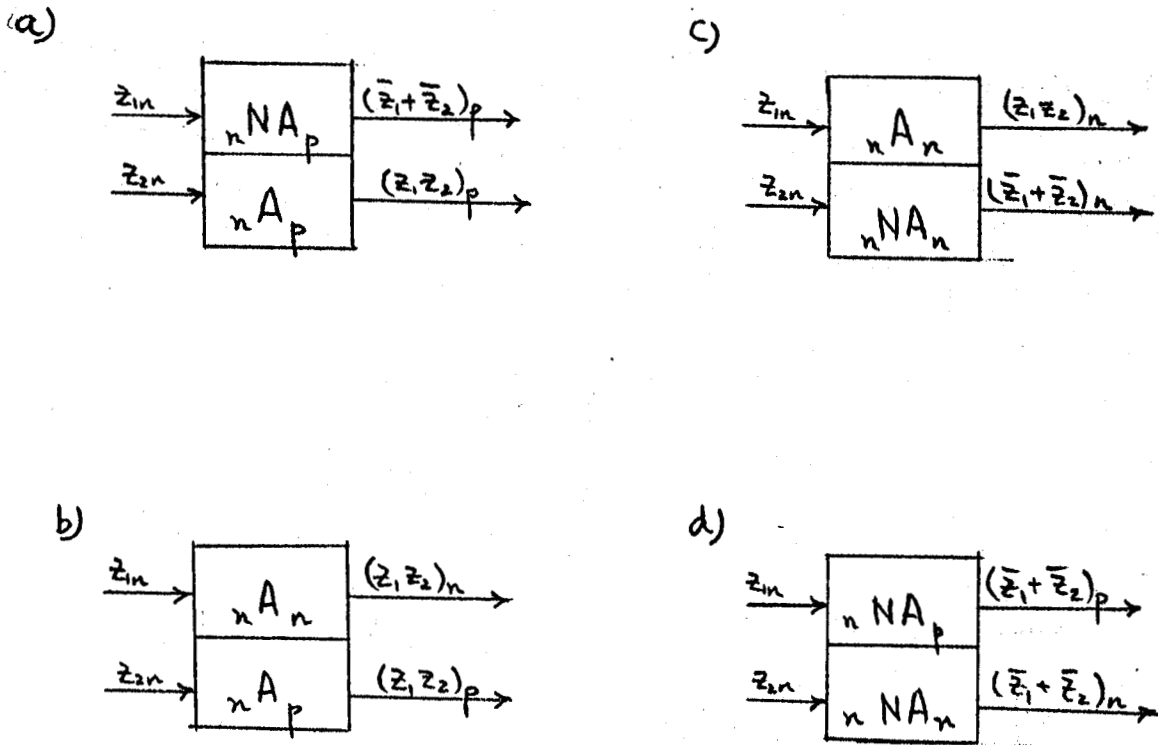 a)
z₁ₙ
ₙNAₚ
(z̄₁+z̄₂)ₚ
z₂ₙ
ₙAₚ
(z₁z₂)ₚ
c)
z₁ₙ
ₙAₙ
(z₁z₂)ₙ
z₂ₙ
ₙNAₙ
(z̄₁+z̄₂)ₙ
b)
z₁ₙ
ₙAₙ
(z₁z₂)ₙ
z₂ₙ
ₙAₚ
(z₁z₂)ₚ
d)
z₁ₙ
ₙNAₚ
(z̄₁+z̄₂)ₚ
z₂ₙ
ₙNAₙ
(z̄₁+z̄₂)ₙ